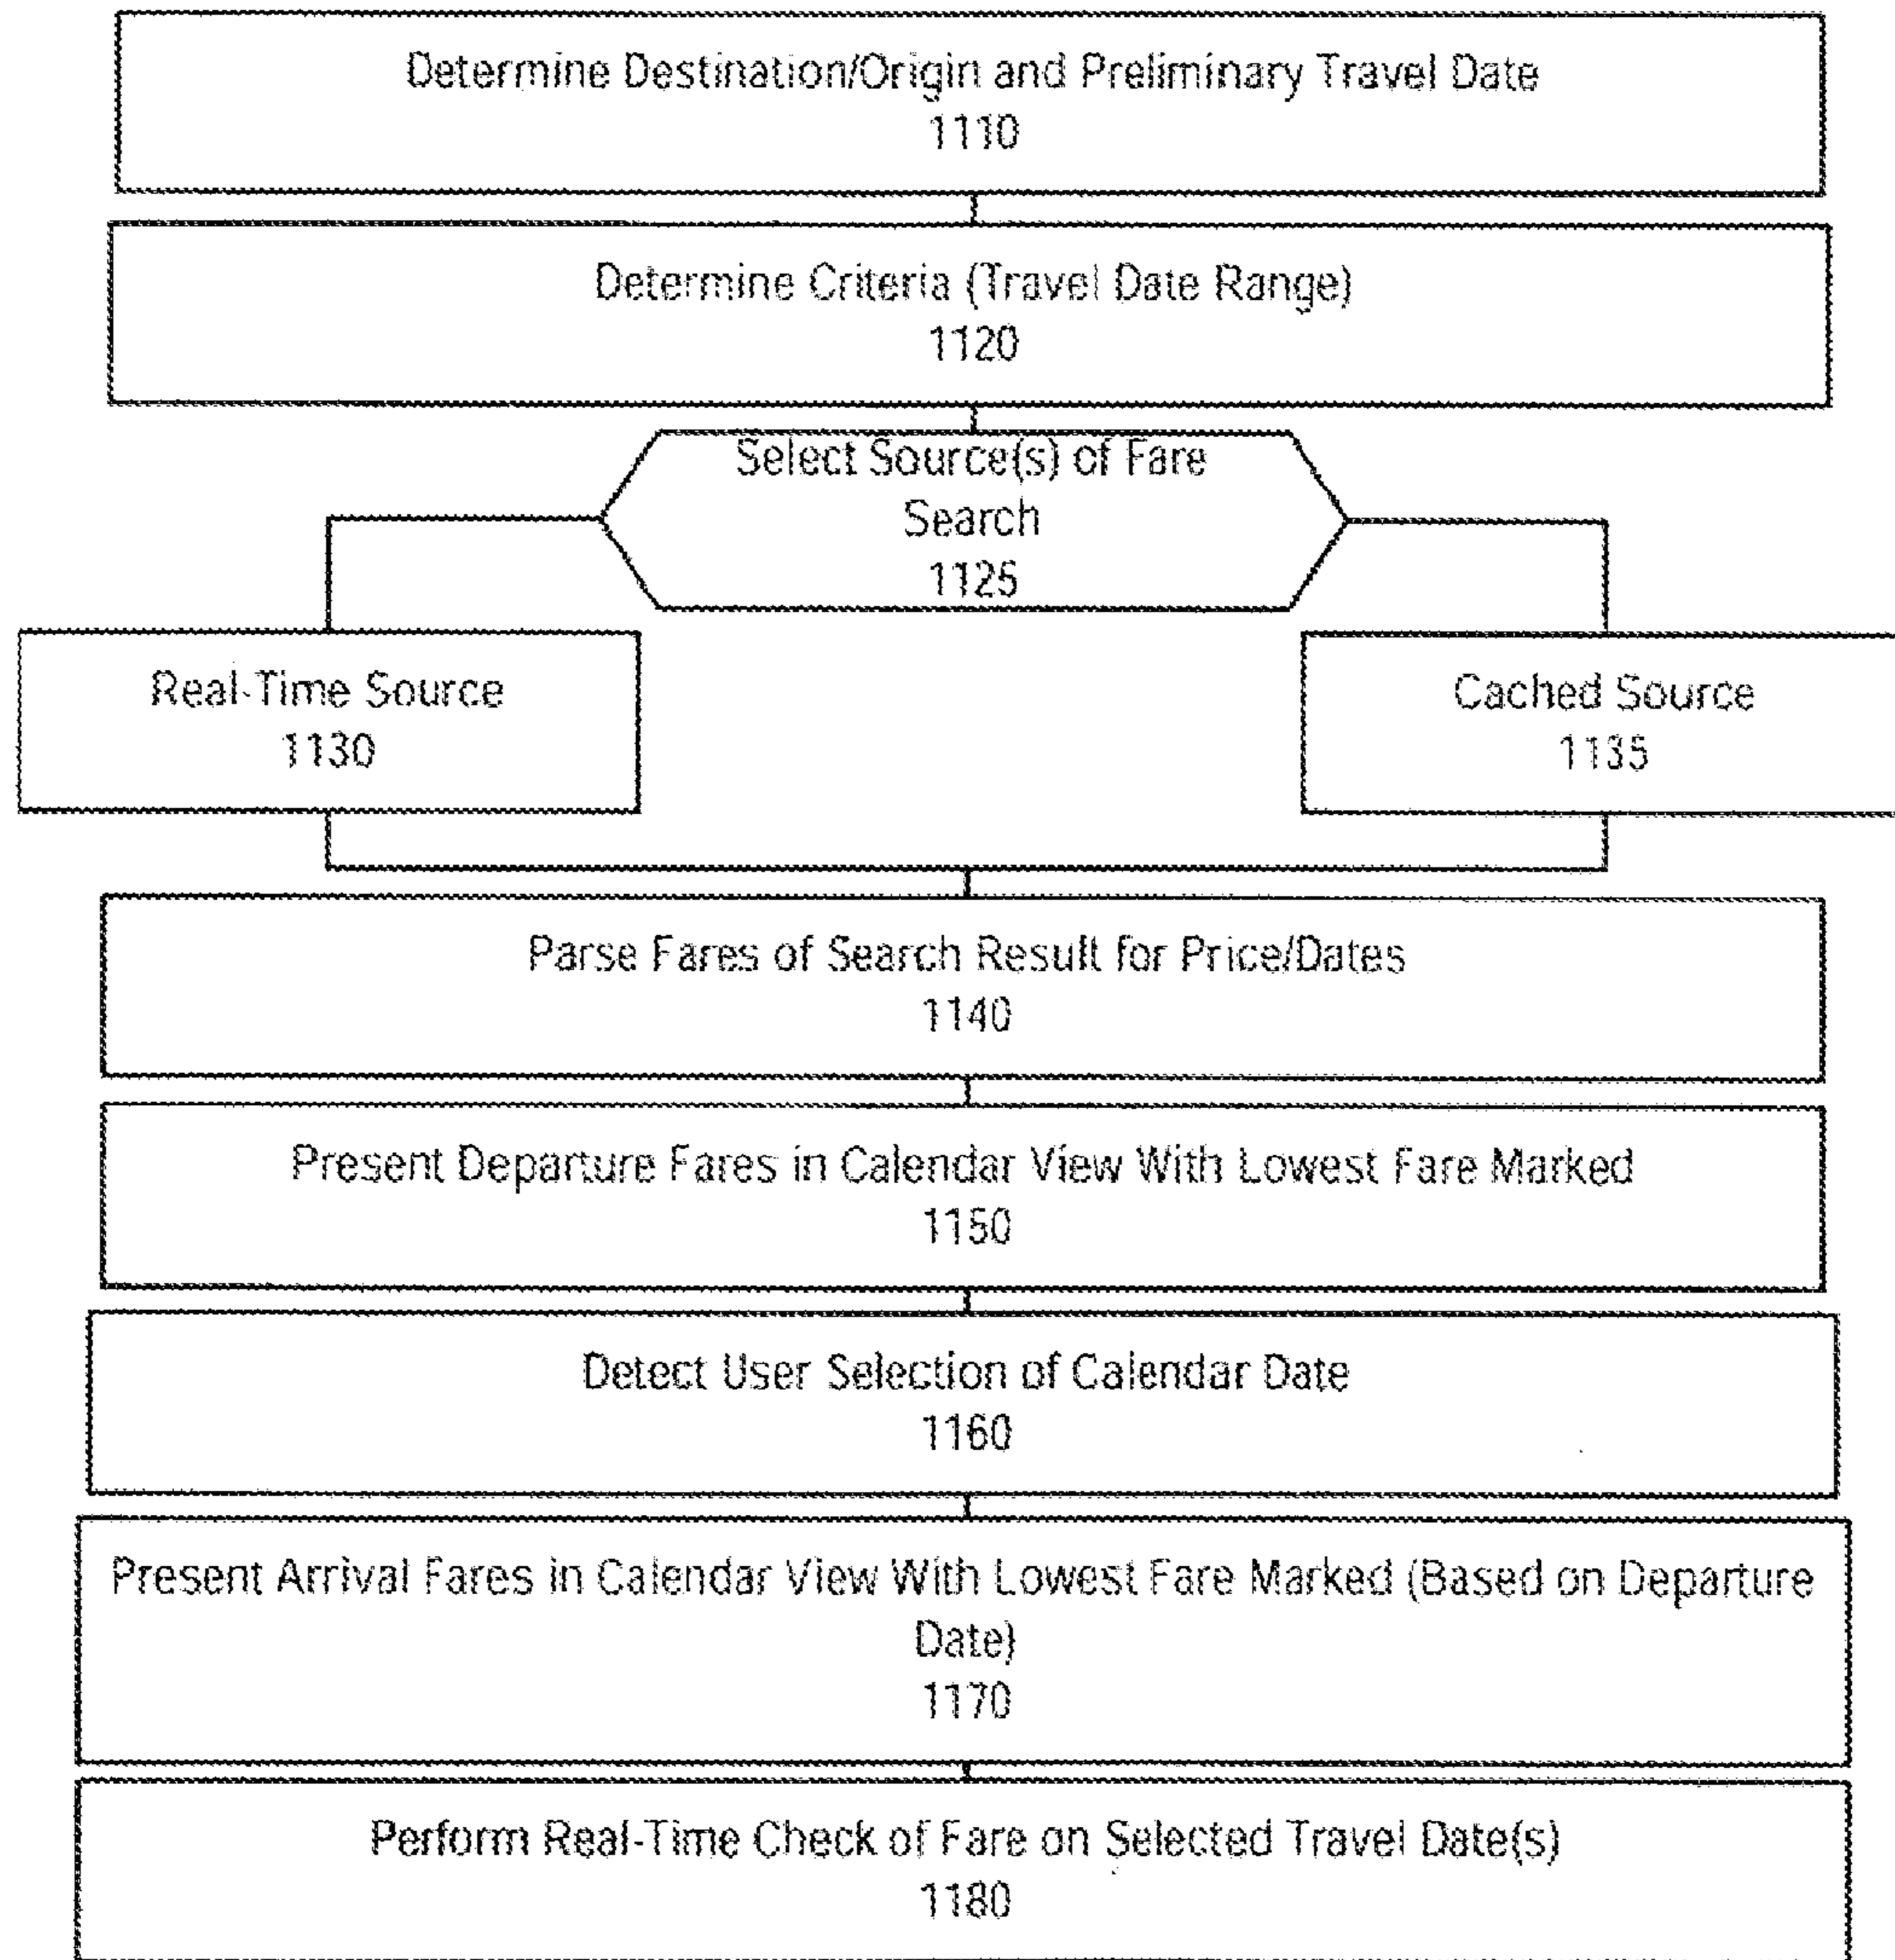 Determine Destination/Origin and Preliminary Travel Date
1110
Determine Criteria (Travel Date Range)
1120
Select Source(s) of Fare
Search
1125
Real-Time Source
1130
Cached Source
1135
Parse Fares of Search Result for Price/Dates
1140
Present Departure Fares in Calendar View With Lowest Fare Marked
1150
Detect User Selection of Calendar Date
1160
Present Arrival Fares in Calendar View With Lowest Fare Marked (Based on Departure
Date)
1170
Perform Real-Time Check of Fare on Selected Travel Date(s)
1180